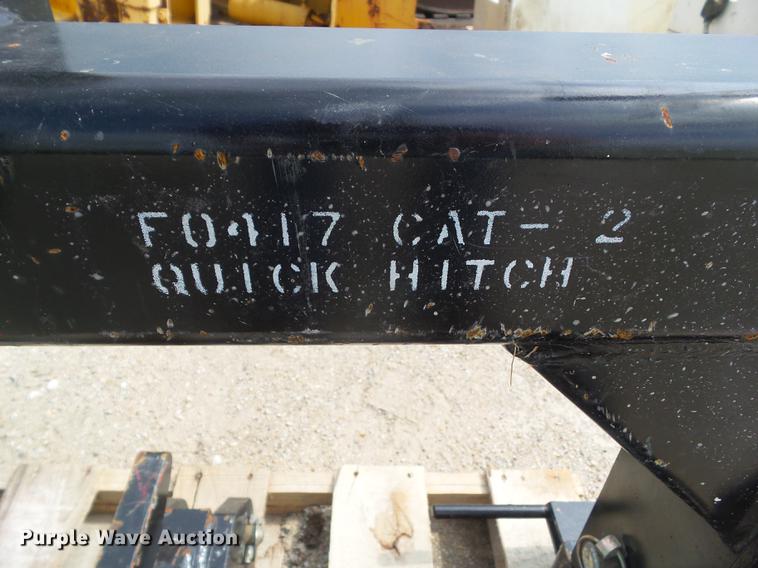 F0417 CAT- 2
QUICK HITCH
Purple Wave Auction